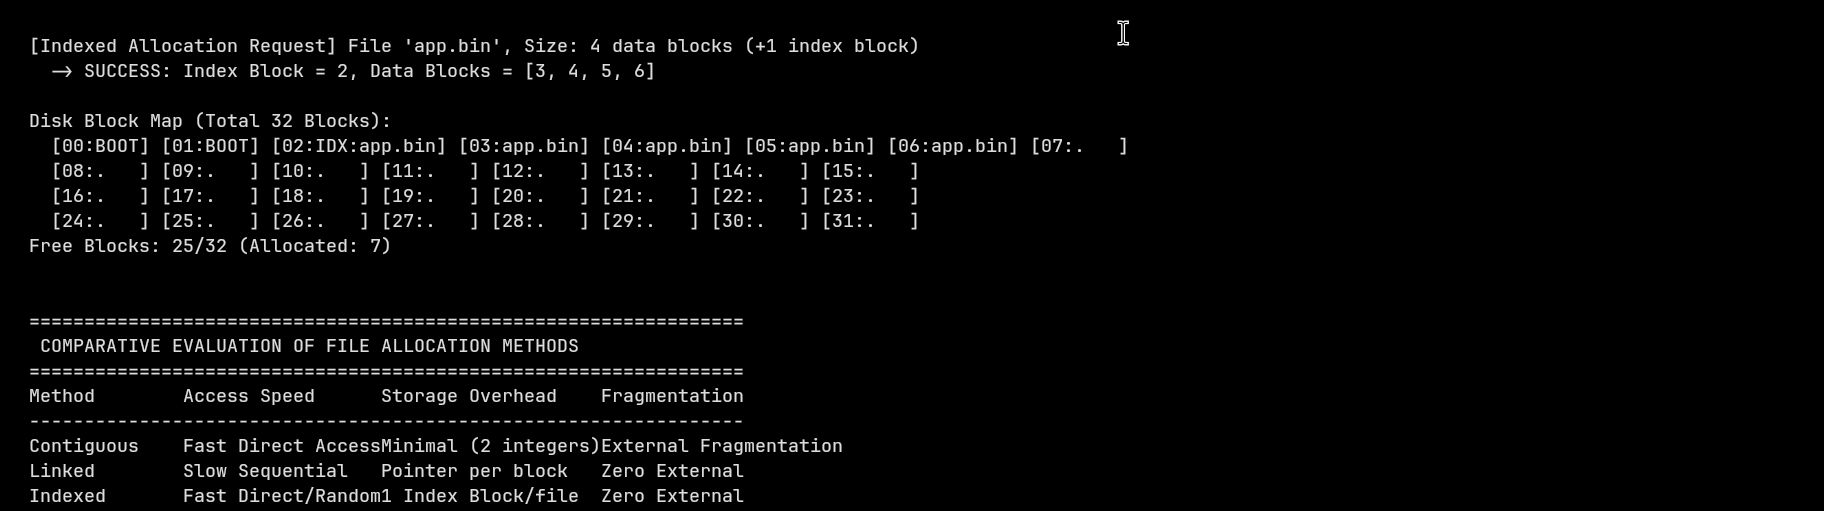 [Indexed Allocation Request] File 'app.bin', Size: 4 data blocks (+1 index block)
  -> SUCCESS: Index Block = 2, Data Blocks = [3, 4, 5, 6]
Disk Block Map (Total 32 Blocks):
  [00:BOOT] [01:BOOT] [02:IDX:app.bin] [03:app.bin] [04:app.bin] [05:app.bin] [06:app.bin] [07:.   ]
  [08:.   ] [09:.   ] [10:.   ] [11:.   ] [12:.   ] [13:.   ] [14:.   ] [15:.   ]
  [16:.   ] [17:.   ] [18:.   ] [19:.   ] [20:.   ] [21:.   ] [22:.   ] [23:.   ]
  [24:.   ] [25:.   ] [26:.   ] [27:.   ] [28:.   ] [29:.   ] [30:.   ] [31:.   ]
Free Blocks: 25/32 (Allocated: 7)
=================================================================
 COMPARATIVE EVALUATION OF FILE ALLOCATION METHODS
=================================================================
Method        Access Speed      Storage Overhead    Fragmentation
-----------------------------------------------------------------
Contiguous    Fast Direct AccessMinimal (2 integers)External Fragmentation
Linked        Slow Sequential   Pointer per block   Zero External
Indexed       Fast Direct/Random1 Index Block/file  Zero External